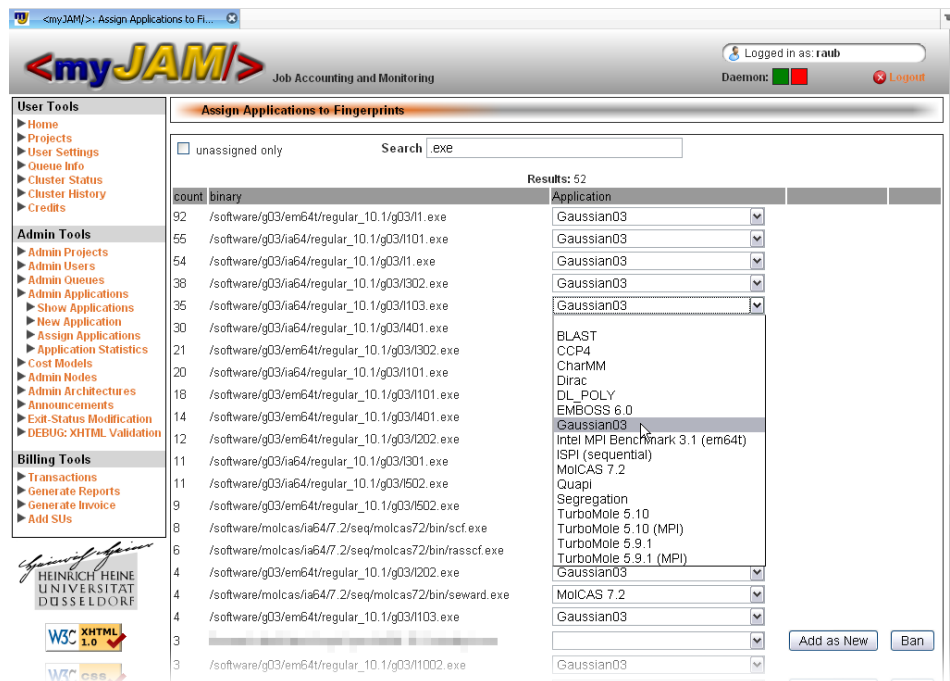 <myJAM/>: Assign Applications to Fi...
<myJAM/> Job Accounting and Monitoring
Logged in as: raub
Daemon:
Logout
User Tools
Home
Projects
User Settings
Queue Info
Cluster Status
Cluster History
Credits
Admin Tools
Admin Projects
Admin Users
Admin Queues
Admin Applications
Show Applications
New Application
Assign Applications
Application Statistics
Cost Models
Admin Nodes
Admin Architectures
Announcements
Exit-Status Modification
DEBUG: XHTML Validation
Billing Tools
Transactions
Generate Reports
Generate Invoice
Add SUs
Heinrich Heine
HEINRICH HEINE
UNIVERSITÄT
DÜSSELDORF
W3C XHTML 1.0
W3C css
Assign Applications to Fingerprints
unassigned only Search .exe
Results: 52
count binary Application
92 /software/g03/em64t/regular_10.1/g03/l1.exe Gaussian03
55 /software/g03/ia64/regular_10.1/g03/l101.exe Gaussian03
54 /software/g03/ia64/regular_10.1/g03/l1.exe Gaussian03
38 /software/g03/ia64/regular_10.1/g03/l302.exe Gaussian03
35 /software/g03/ia64/regular_10.1/g03/l103.exe Gaussian03
30 /software/g03/ia64/regular_10.1/g03/l401.exe
21 /software/g03/em64t/regular_10.1/g03/l302.exe
20 /software/g03/ia64/regular_10.1/g03/l101.exe
18 /software/g03/em64t/regular_10.1/g03/l101.exe
14 /software/g03/em64t/regular_10.1/g03/l401.exe
12 /software/g03/em64t/regular_10.1/g03/l202.exe
11 /software/g03/ia64/regular_10.1/g03/l301.exe
11 /software/g03/ia64/regular_10.1/g03/l502.exe
9 /software/g03/em64t/regular_10.1/g03/l502.exe
8 /software/molcas/ia64/7.2/seq/molcas72/bin/scf.exe
6 /software/molcas/ia64/7.2/seq/molcas72/bin/rasscf.exe
BLAST
CCP4
CharMM
Dirac
DL_POLY
EMBOSS 6.0
Gaussian03
Intel MPI Benchmark 3.1 (em64t)
ISPI (sequential)
MolCAS 7.2
Quapi
Segregation
TurboMole 5.10
TurboMole 5.10 (MPI)
TurboMole 5.9.1
TurboMole 5.9.1 (MPI)
4 /software/g03/em64t/regular_10.1/g03/l202.exe Gaussian03
4 /software/molcas/ia64/7.2/seq/molcas72/bin/seward.exe MolCAS 7.2
4 /software/g03/em64t/regular_10.1/g03/l103.exe Gaussian03
3 Add as New Ban
3 /software/g03/em64t/regular_10.1/g03/l1002.exe Gaussian03